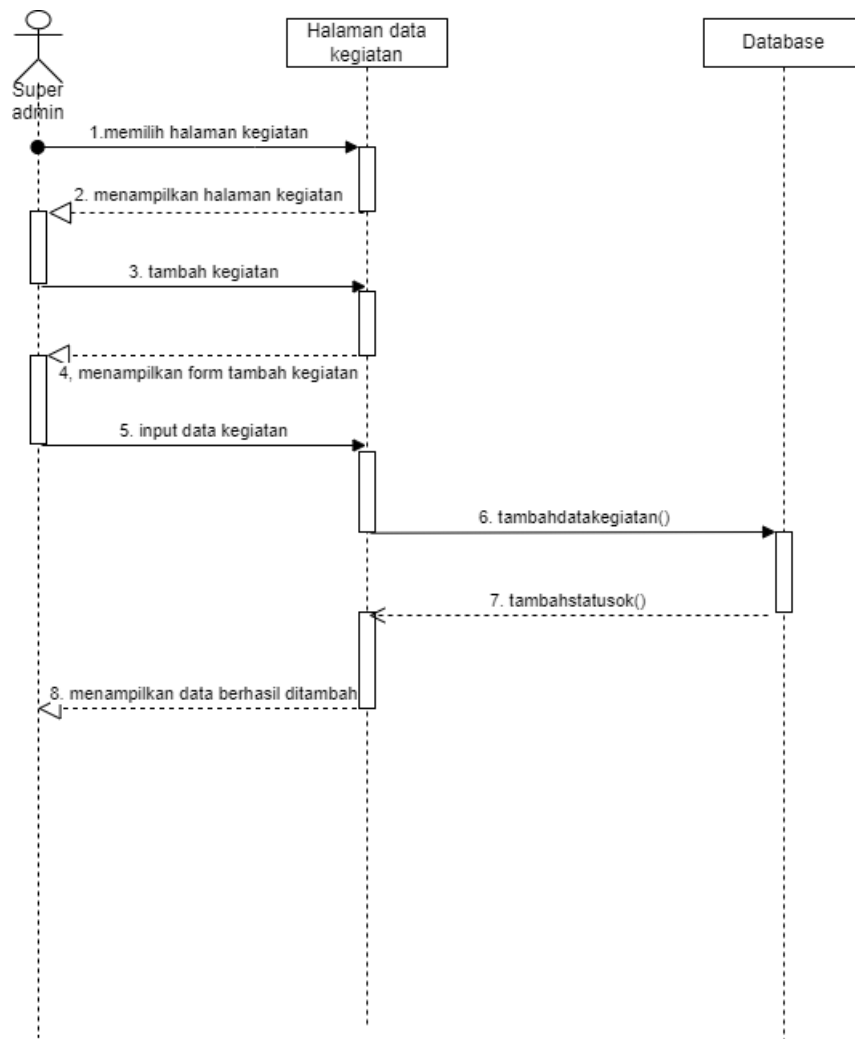 Halaman data
kegiatan
Database
Super
admin
1.memilih halaman kegiatan
2. menampilkan halaman kegiatan
3. tambah kegiatan
4, menampilkan form tambah kegiatan
5. input data kegiatan
6. tambahdatakegiatan()
7. tambahstatusok()
8. menampilkan data berhasil ditambah